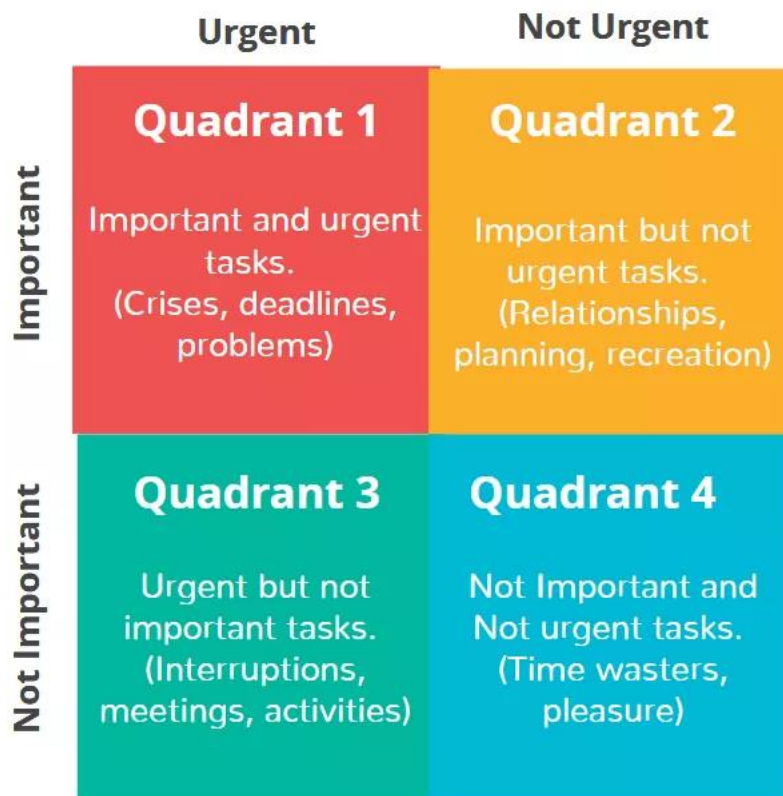 Urgent
Not Urgent
Important
Quadrant 1
Important and urgent
tasks.
(Crises, deadlines,
problems)
Quadrant 2
Important but not
urgent tasks.
(Relationships,
planning, recreation)
Not Important
Quadrant 3
Urgent but not
important tasks.
(Interruptions,
meetings, activities)
Quadrant 4
Not Important and
Not urgent tasks.
(Time wasters,
pleasure)